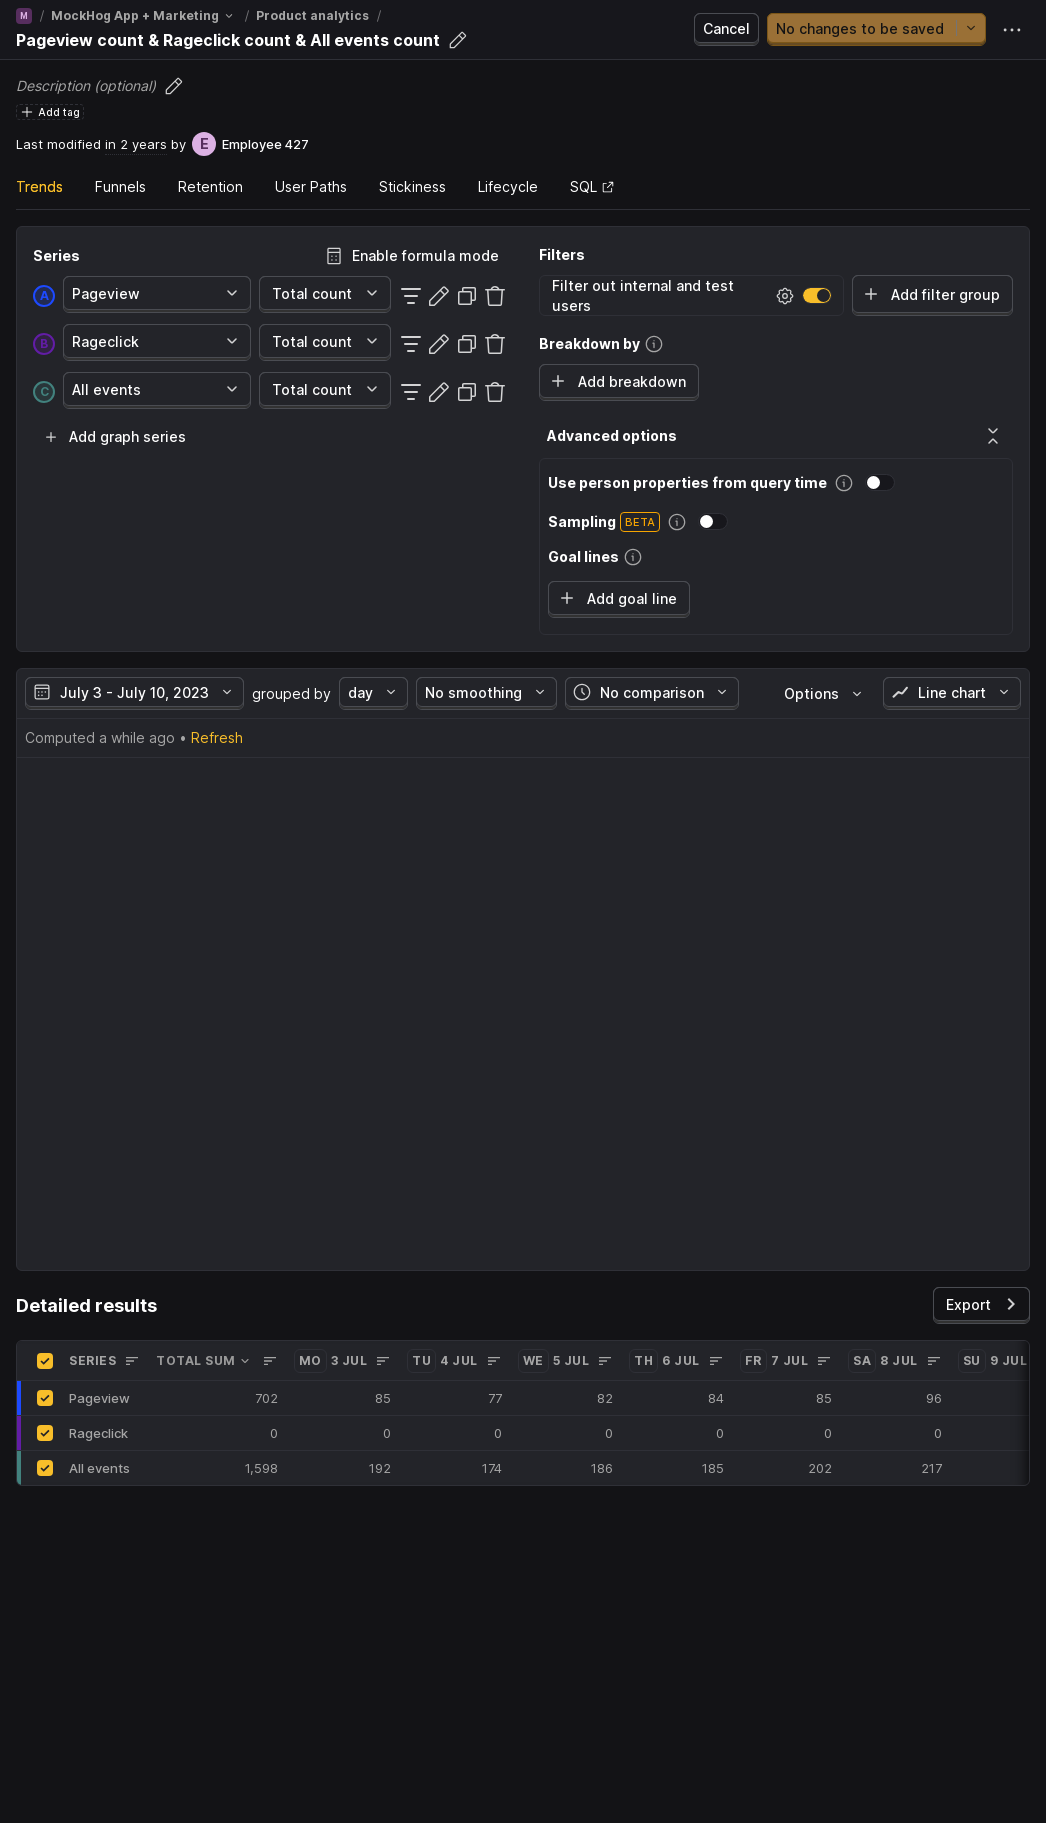 M / MockHog App + Marketing / Product analytics /
Pageview count & Rageclick count & All events count
Cancel
No changes to be saved
Description (optional)
Add tag
Last modified in 2 years by E Employee 427
Trends Funnels Retention User Paths Stickiness Lifecycle SQL
Series
Enable formula mode
A Pageview Total count
B Rageclick Total count
C All events Total count
Add graph series
Filters
Filter out internal and test
users
Add filter group
Breakdown by
Add breakdown
Advanced options
Use person properties from query time
Sampling BETA
Goal lines
Add goal line
July 3 - July 10, 2023 grouped by day No smoothing No comparison Options Line chart
Computed a while ago • Refresh
Detailed results
Export
SERIES TOTAL SUM MO 3 JUL TU 4 JUL WE 5 JUL TH 6 JUL FR 7 JUL SA 8 JUL SU 9 JUL
Pageview 702 85 77 82 84 85 96
Rageclick 0 0 0 0 0 0 0
All events 1,598 192 174 186 185 202 217